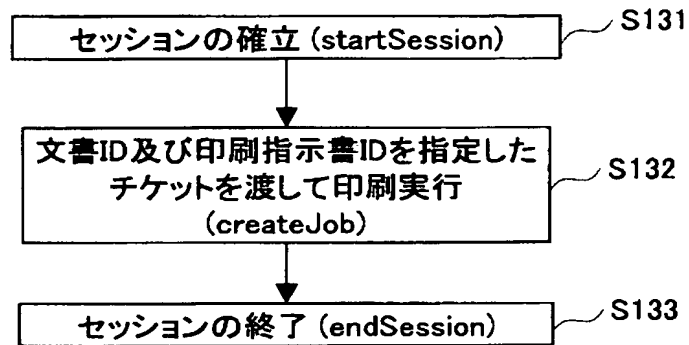 セッションの確立(startSession)
S131
文書ID及び印刷指示書IDを指定した
チケットを渡して印刷実行
(createJob)
S132
セッションの終了(endSession)
S133